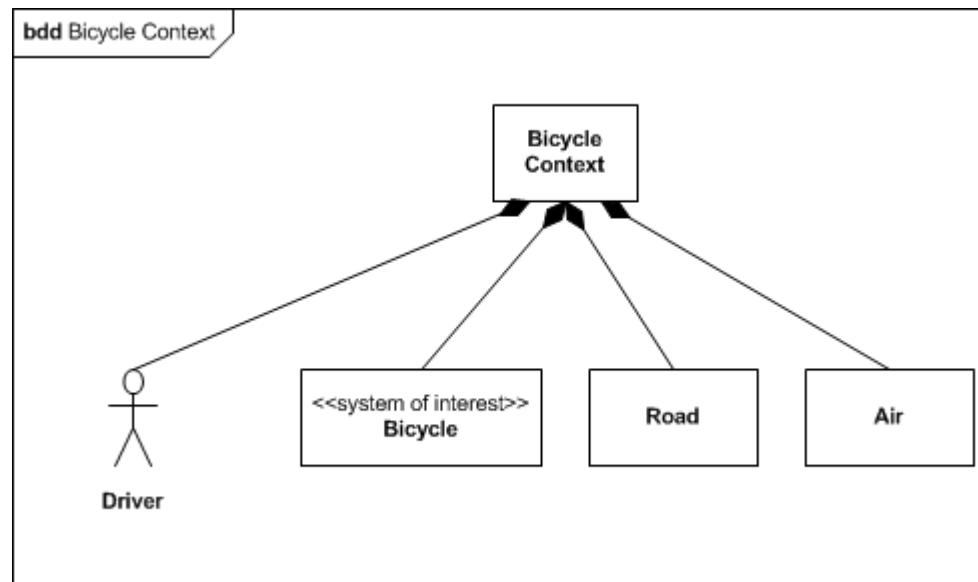 bdd Bicycle Context
Bicycle
Context
<<system of interest>>
Bicycle
Road
Air
Driver